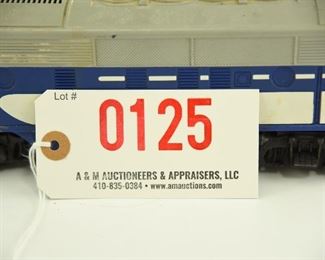 Lot #
0125
A & M AUCTIONEERS & APPRAISERS, LLC
410-835-0384 • www.amauctions.com